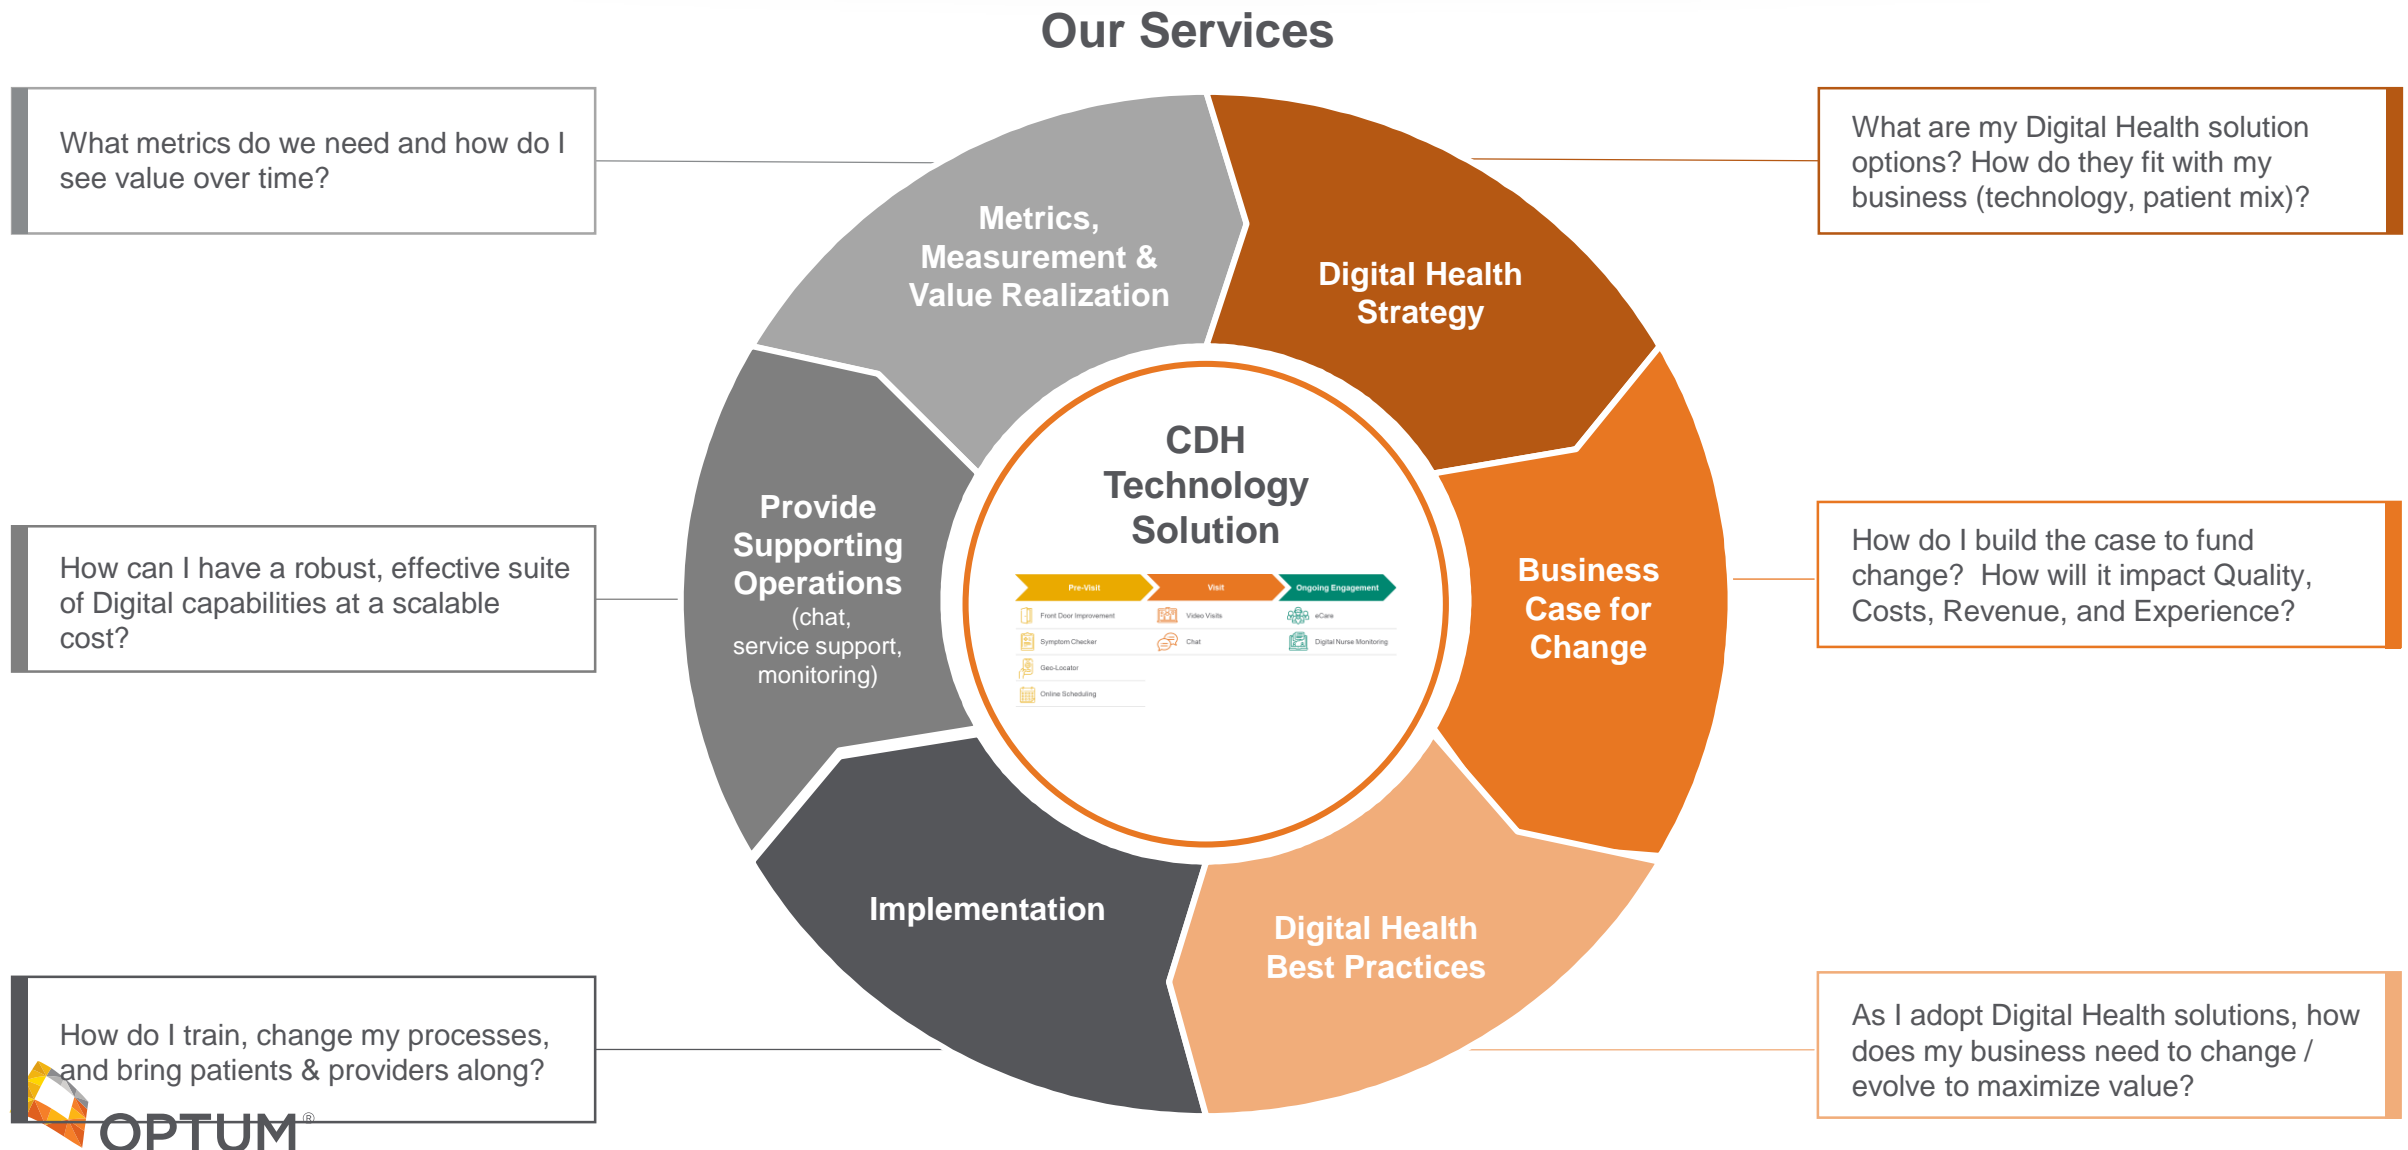 Our Services
What metrics do we need and how do I
see value over time?
What are my Digital Health solution
options? How do they fit with my
business (technology, patient mix)?
Metrics,
Measurement &
Value Realization
Digital Health
Strategy
CDH
Technology
Solution
Pre-Visit
Visit
Ongoing Engagement
Front Door Improvement
Video Visits
eCare
Symptom Checker
Chat
Digital Nurse Monitoring
Geo-Locator
Online Scheduling
Provide
Supporting
Operations
(chat,
service support,
monitoring)
How can I have a robust, effective suite
of Digital capabilities at a scalable
cost?
Business
Case for
Change
How do I build the case to fund
change?  How will it impact Quality,
Costs, Revenue, and Experience?
Implementation
Digital Health
Best Practices
How do I train, change my processes,
and bring patients & providers along?
As I adopt Digital Health solutions, how
does my business need to change /
evolve to maximize value?
OPTUM®